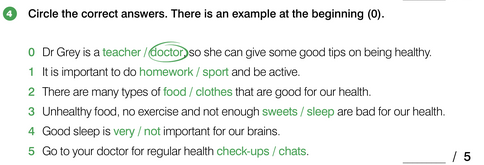 4 Circle the correct answers. There is an example at the beginning (0).
0 Dr Grey is a teacher / doctor, so she can give some good tips on being healthy.
1 It is important to do homework / sport and be active.
2 There are many types of food / clothes that are good for our health.
3 Unhealthy food, no exercise and not enough sweets / sleep are bad for our health.
4 Good sleep is very / not important for our brains.
5 Go to your doctor for regular health check-ups / chats.
/ 5